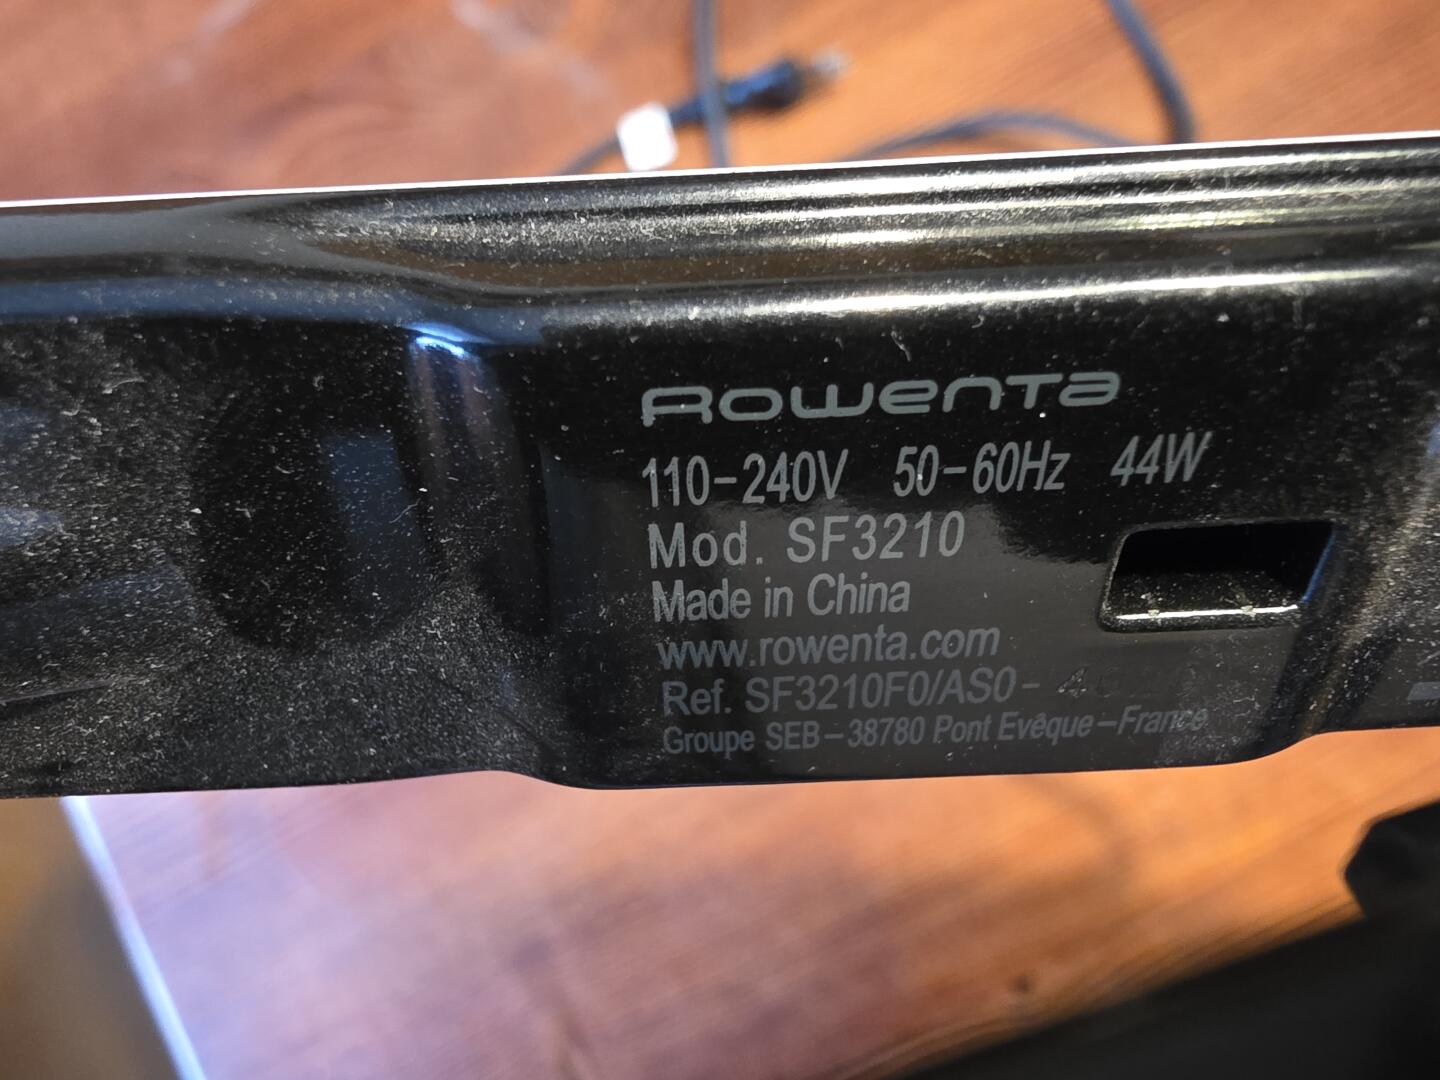 Rowenta
110-240V 50-60Hz 44W
Mod. SF3210
Made in China
www.rowenta.com
Ref. SF3210F0/AS0-
Groupe SEB-38780 Pont Evêque-France